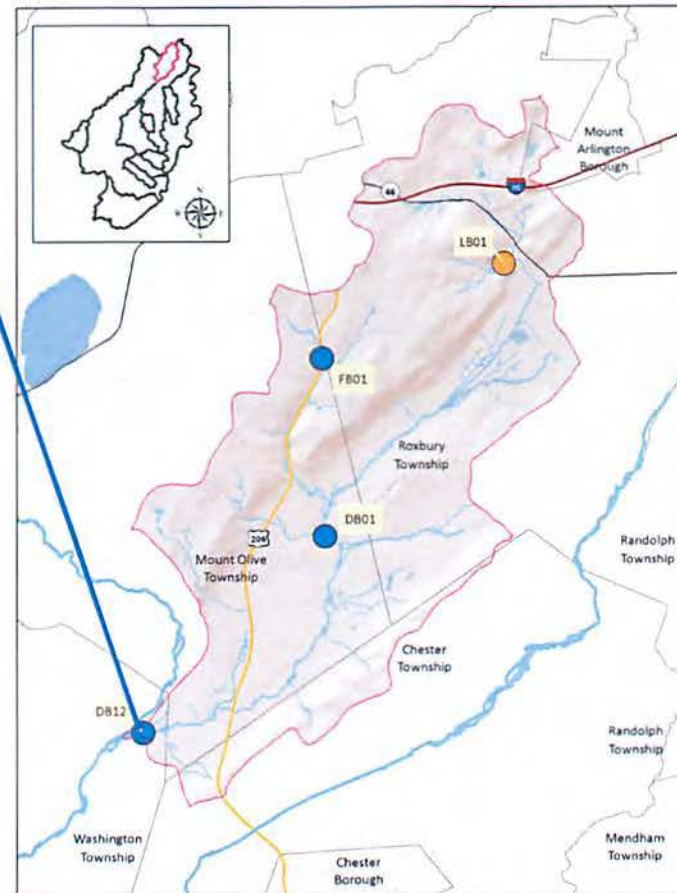 N
E
S
Mount
Arlington
Borough
46
80
LB01
FB01
Roxbury
Township
DB01
206
Mount Olive
Township
Randolph
Township
Chester
Township
DB12
Randolph
Township
Washington
Township
Mendham
Township
Chester
Borough